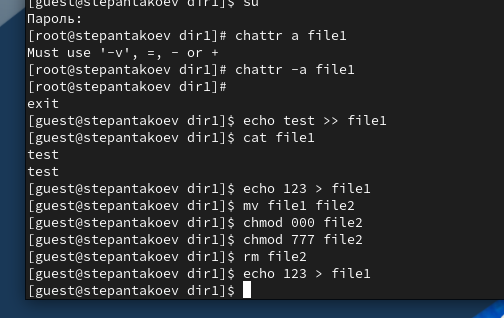 su
Пароль:
[root@stepantakoev dir1]# chattr a file1
Must use '-v', =, - or +
[root@stepantakoev dir1]# chattr -a file1
[root@stepantakoev dir1]#
exit
[guest@stepantakoev dir1]$ echo test >> file1
[guest@stepantakoev dir1]$ cat file1
test
test
[guest@stepantakoev dir1]$ echo 123 > file1
[guest@stepantakoev dir1]$ mv file1 file2
[guest@stepantakoev dir1]$ chmod 000 file2
[guest@stepantakoev dir1]$ chmod 777 file2
[guest@stepantakoev dir1]$ rm file2
[guest@stepantakoev dir1]$ echo 123 > file1
[guest@stepantakoev dir1]$